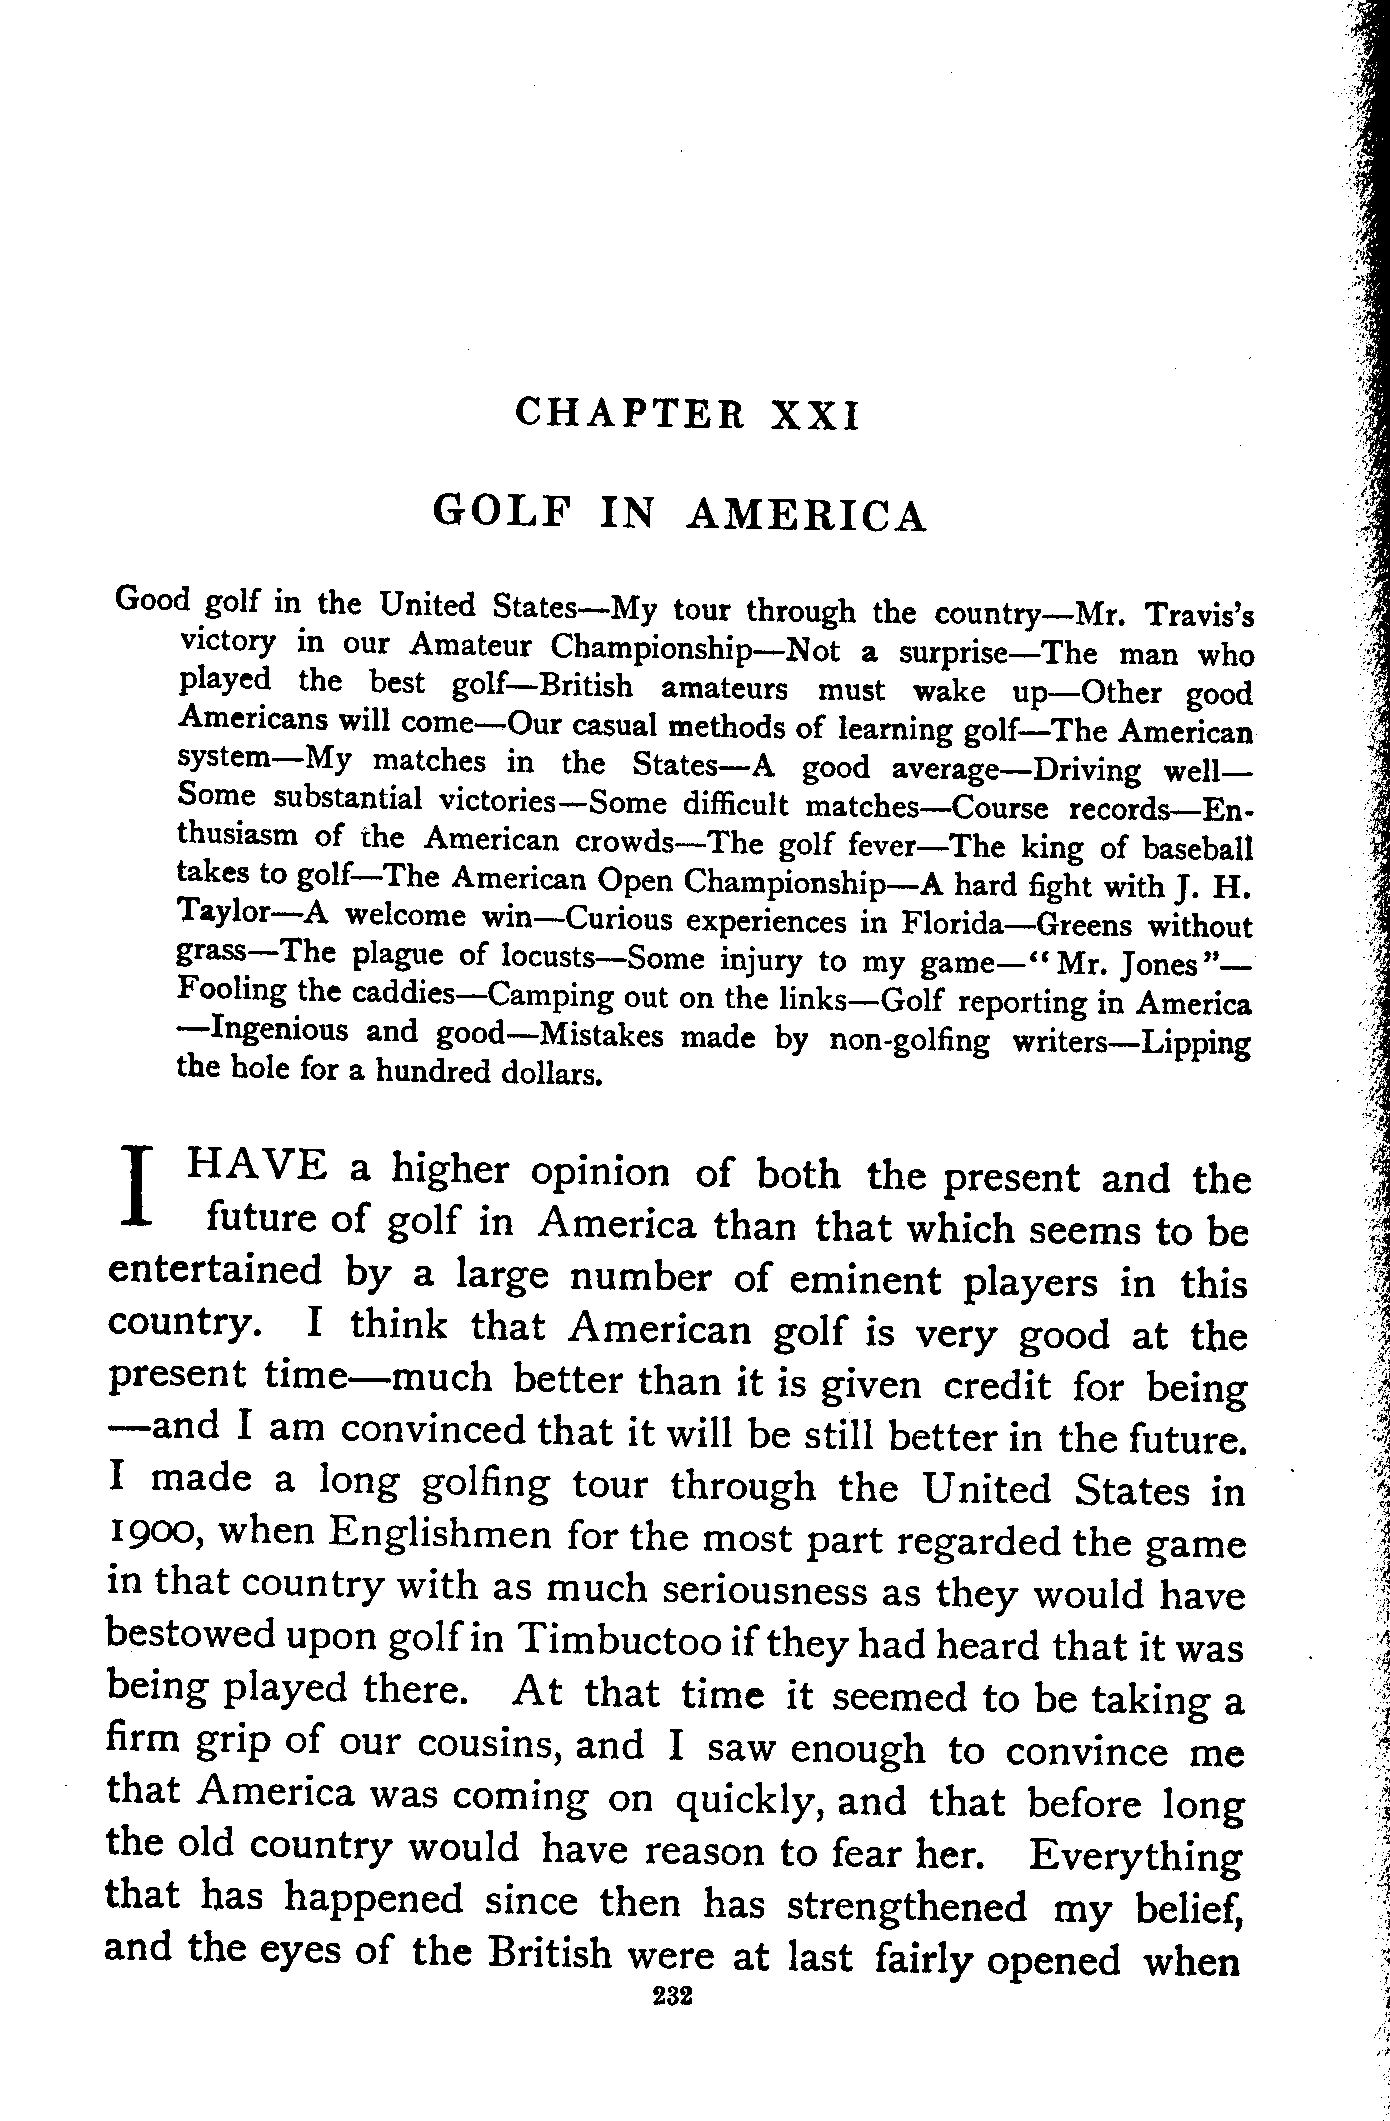 CHAPTER XXI
GOLF IN AMERICA
Good golf in the United States—My tour through the country—Mr. Travis's
victory in our Amateur Championship—Not a surprise—The man who
played the best golf—British amateurs must wake up—Other good
Americans will come—Our casual methods of learning golf—The American
system—My matches in the States—A good average—Driving well—
Some substantial victories—Some difficult matches—Course records—En-
thusiasm of the American crowds—The golf fever—The king of baseball
takes to golf—The American Open Championship—A hard fight with J. H.
Taylor—A welcome win—Curious experiences in Florida—Greens without
grass—The plague of locusts—Some injury to my game—“Mr. Jones”—
Fooling the caddies—Camping out on the links—Golf reporting in America
—Ingenious and good—Mistakes made by non-golfing writers—Lipping
the hole for a hundred dollars.
I HAVE a higher opinion of both the present and the
future of golf in America than that which seems to be
entertained by a large number of eminent players in this
country. I think that American golf is very good at the
present time—much better than it is given credit for being
—and I am convinced that it will be still better in the future.
I made a long golfing tour through the United States in
1900, when Englishmen for the most part regarded the game
in that country with as much seriousness as they would have
bestowed upon golf in Timbuctoo if they had heard that it was
being played there. At that time it seemed to be taking a
firm grip of our cousins, and I saw enough to convince me
that America was coming on quickly, and that before long
the old country would have reason to fear her. Everything
that has happened since then has strengthened my belief,
and the eyes of the British were at last fairly opened when
232